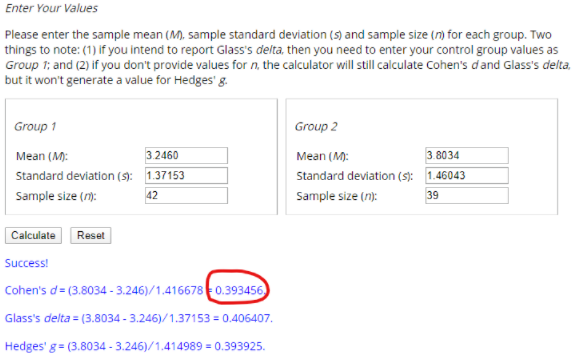 Enter Your Values
Please enter the sample mean (M), sample standard deviation (s) and sample size (n) for each group. Two
things to note: (1) if you intend to report Glass's delta, then you need to enter your control group values as
Group 1; and (2) if you don't provide values for n, the calculator will still calculate Cohen's d and Glass's delta,
but it won't generate a value for Hedges' g.
Group 1
Mean (M): 3.2460
Standard deviation (s): 1.37153
Sample size (n): 42
Group 2
Mean (M): 3.8034
Standard deviation (s): 1.46043
Sample size (n): 39
Calculate Reset
Success!
Cohen's d = (3.8034 - 3.246)/1.416678 = 0.393456.
Glass's delta = (3.8034 - 3.246)/1.37153 = 0.406407.
Hedges' g = (3.8034 - 3.246)/1.414989 = 0.393925.